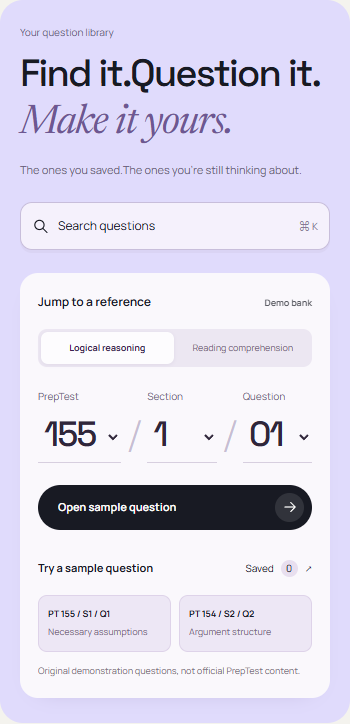 Your question library
Find it.Question it.
Make it yours.
The ones you saved.The ones you're still thinking about.
Search questions ⌘ K
Jump to a reference Demo bank
Logical reasoning Reading comprehension
PrepTest Section Question
155 / 1 / 01
Open sample question →
Try a sample question Saved 0 ↗
PT 155 / S1 / Q1 PT 154 / S2 / Q2
Necessary assumptions Argument structure
Original demonstration questions, not official PrepTest content.